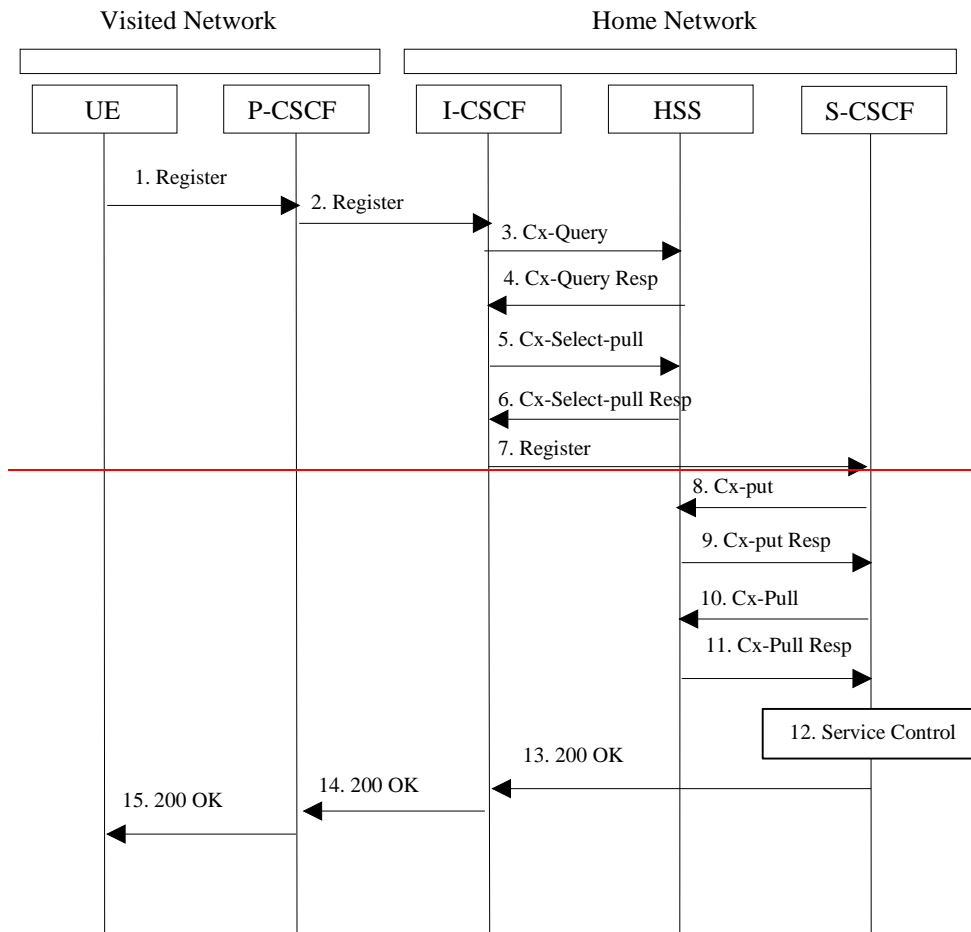 Visited Network
Home Network
UE
P-CSCF
I-CSCF
HSS
S-CSCF
1. Register
2. Register
3. Cx-Query
4. Cx-Query Resp
5. Cx-Select-pull
6. Cx-Select-pull Resp
7. Register
8. Cx-put
9. Cx-put Resp
10. Cx-Pull
11. Cx-Pull Resp
12. Service Control
13. 200 OK
14. 200 OK
15. 200 OK